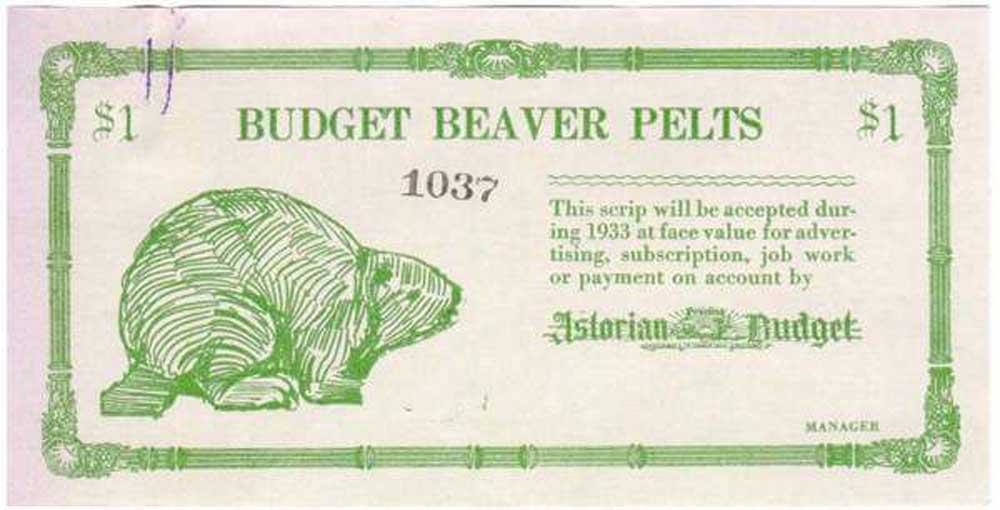 $1 BUDGET BEAVER PELTS $1
1037
This scrip will be accepted dur-
ing 1933 at face value for adver-
tising, subscription, job work
or payment on account by
Evening
Astorian Budget
MANAGER